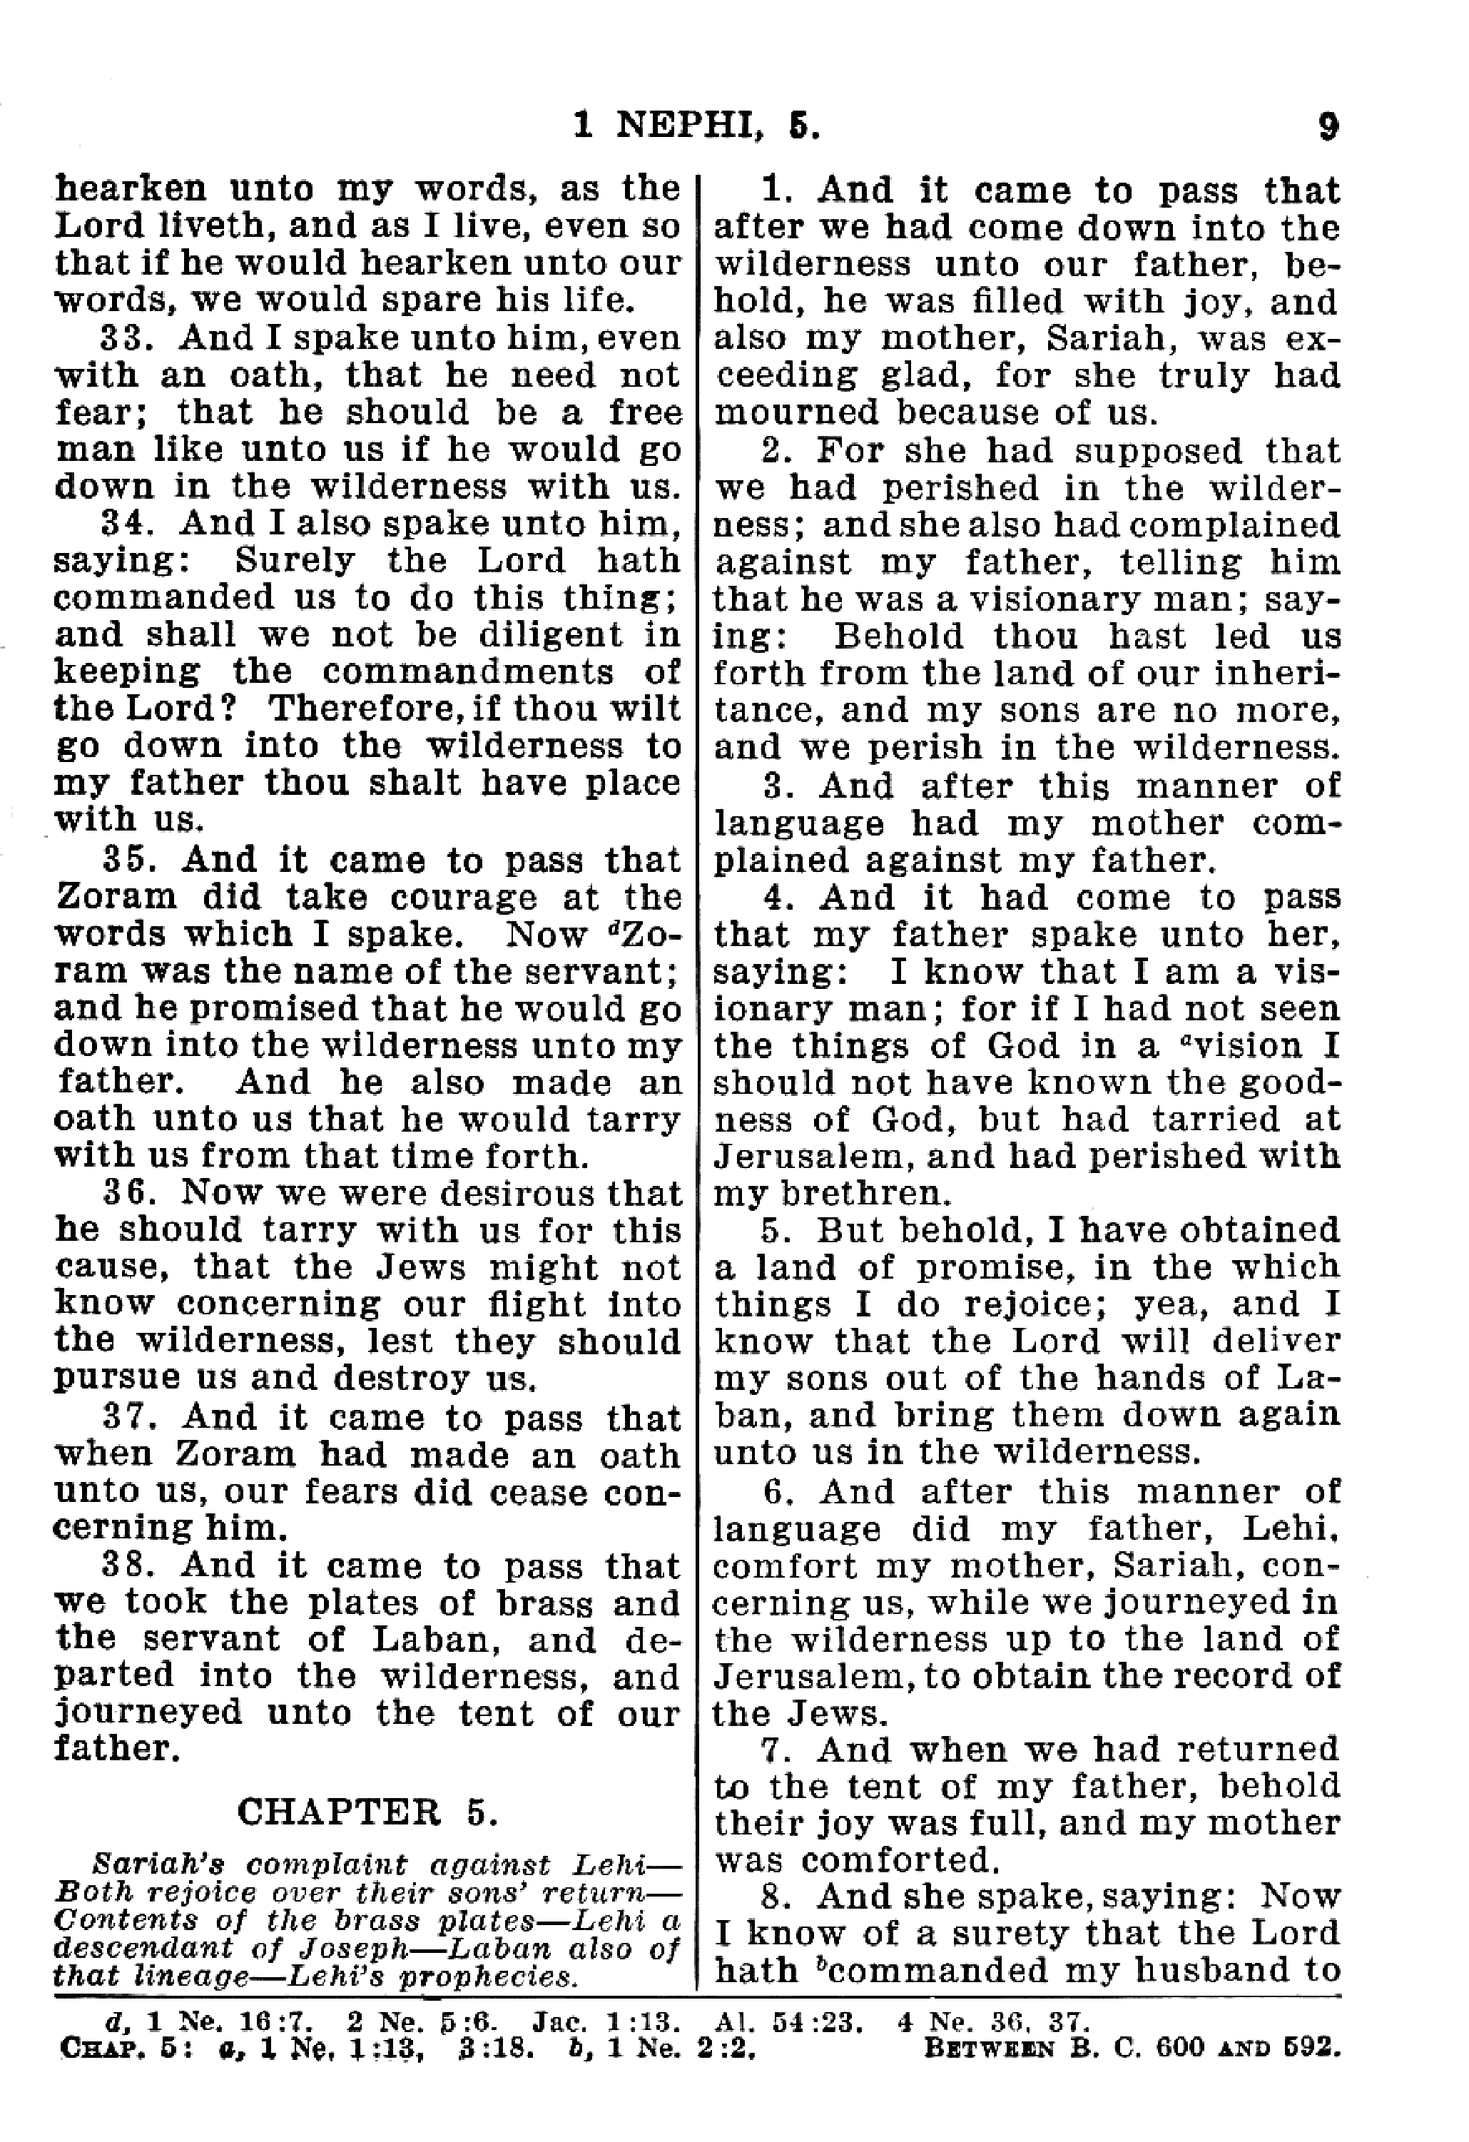 1 NEPHI, 5. 9
hearken unto my words, as the
Lord liveth, and as I live, even so
that if he would hearken unto our
words, we would spare his life.
33. And I spake unto him, even
with an oath, that he need not
fear; that he should be a free
man like unto us if he would go
down in the wilderness with us.
34. And I also spake unto him,
saying: Surely the Lord hath
commanded us to do this thing;
and shall we not be diligent in
keeping the commandments of
the Lord? Therefore, if thou wilt
go down into the wilderness to
my father thou shalt have place
with us.
35. And it came to pass that
Zoram did take courage at the
words which I spake. Now dZo-
ram was the name of the servant;
and he promised that he would go
down into the wilderness unto my
father. And he also made an
oath unto us that he would tarry
with us from that time forth.
36. Now we were desirous that
he should tarry with us for this
cause, that the Jews might not
know concerning our flight into
the wilderness, lest they should
pursue us and destroy us.
37. And it came to pass that
when Zoram had made an oath
unto us, our fears did cease con-
cerning him.
38. And it came to pass that
we took the plates of brass and
the servant of Laban, and de-
parted into the wilderness, and
journeyed unto the tent of our
father.
CHAPTER 5.
Sariah's complaint against Lehi—
Both rejoice over their sons' return—
Contents of the brass plates—Lehi a
descendant of Joseph—Laban also of
that lineage—Lehi's prophecies.
1. And it came to pass that
after we had come down into the
wilderness unto our father, be-
hold, he was filled with joy, and
also my mother, Sariah, was ex-
ceeding glad, for she truly had
mourned because of us.
2. For she had supposed that
we had perished in the wilder-
ness; and she also had complained
against my father, telling him
that he was a visionary man; say-
ing: Behold thou hast led us
forth from the land of our inheri-
tance, and my sons are no more,
and we perish in the wilderness.
3. And after this manner of
language had my mother com-
plained against my father.
4. And it had come to pass
that my father spake unto her,
saying: I know that I am a vis-
ionary man; for if I had not seen
the things of God in a avision I
should not have known the good-
ness of God, but had tarried at
Jerusalem, and had perished with
my brethren.
5. But behold, I have obtained
a land of promise, in the which
things I do rejoice; yea, and I
know that the Lord will deliver
my sons out of the hands of La-
ban, and bring them down again
unto us in the wilderness.
6. And after this manner of
language did my father, Lehi,
comfort my mother, Sariah, con-
cerning us, while we journeyed in
the wilderness up to the land of
Jerusalem, to obtain the record of
the Jews.
7. And when we had returned
to the tent of my father, behold
their joy was full, and my mother
was comforted.
8. And she spake, saying: Now
I know of a surety that the Lord
hath bcommanded my husband to
d, 1 Ne. 16:7. 2 Ne. 5:6. Jac. 1:13. Al. 54:23. 4 Ne. 36, 37.
CHAP. 5: a, 1 Ne. 1:13, 3:18. b, 1 Ne. 2:2. BETWEEN B. C. 600 AND 592.